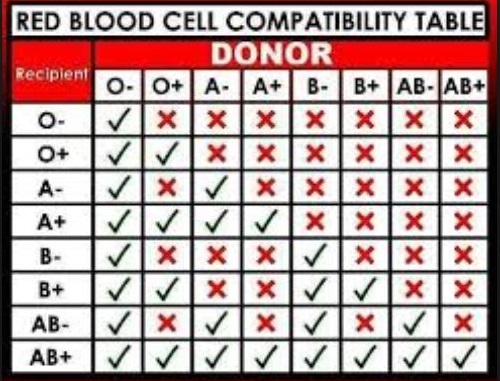 RED BLOOD CELL COMPATIBILITY TABLE
DONOR
Recipient
O- O+ A- A+ B- B+ AB- AB+
O- ✓ ✗ ✗ ✗ ✗ ✗ ✗ ✗
O+ ✓ ✓ ✗ ✗ ✗ ✗ ✗ ✗
A- ✓ ✗ ✓ ✗ ✗ ✗ ✗ ✗
A+ ✓ ✓ ✓ ✓ ✗ ✗ ✗ ✗
B- ✓ ✗ ✗ ✗ ✓ ✗ ✗ ✗
B+ ✓ ✓ ✗ ✗ ✓ ✓ ✗ ✗
AB- ✓ ✗ ✓ ✗ ✓ ✗ ✓ ✗
AB+ ✓ ✓ ✓ ✓ ✓ ✓ ✓ ✓